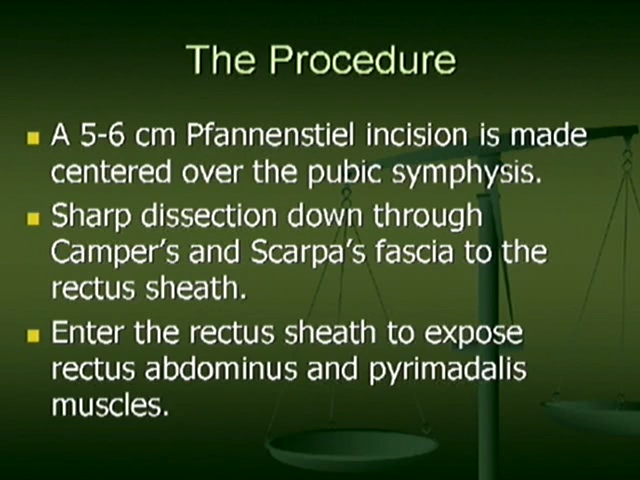 The Procedure
A 5-6 cm Pfannenstiel incision is made
centered over the pubic symphysis.
Sharp dissection down through
Camper's and Scarpa's fascia to the
rectus sheath.
Enter the rectus sheath to expose
rectus abdominus and pyrimadalis
muscles.